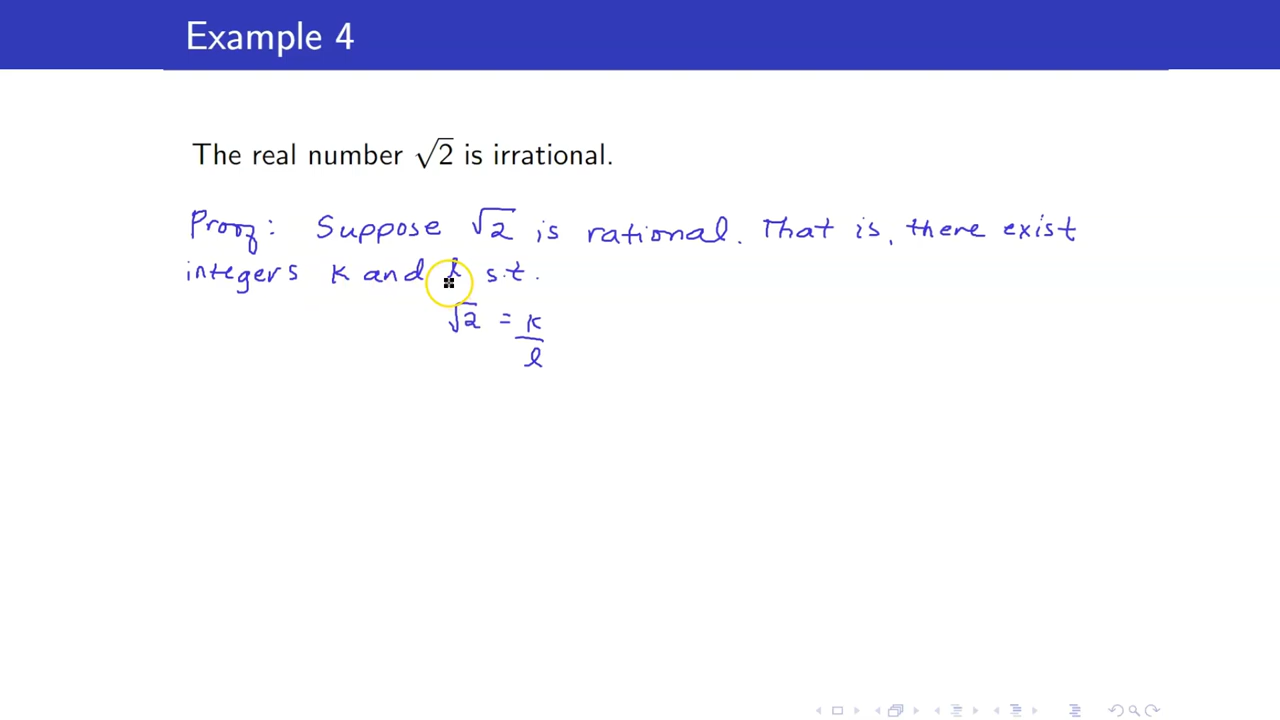 Example 4
The real number √2 is irrational.
Proof: Suppose √2 is rational. That is, there exist
integers k and l s.t.
√2 = k
l